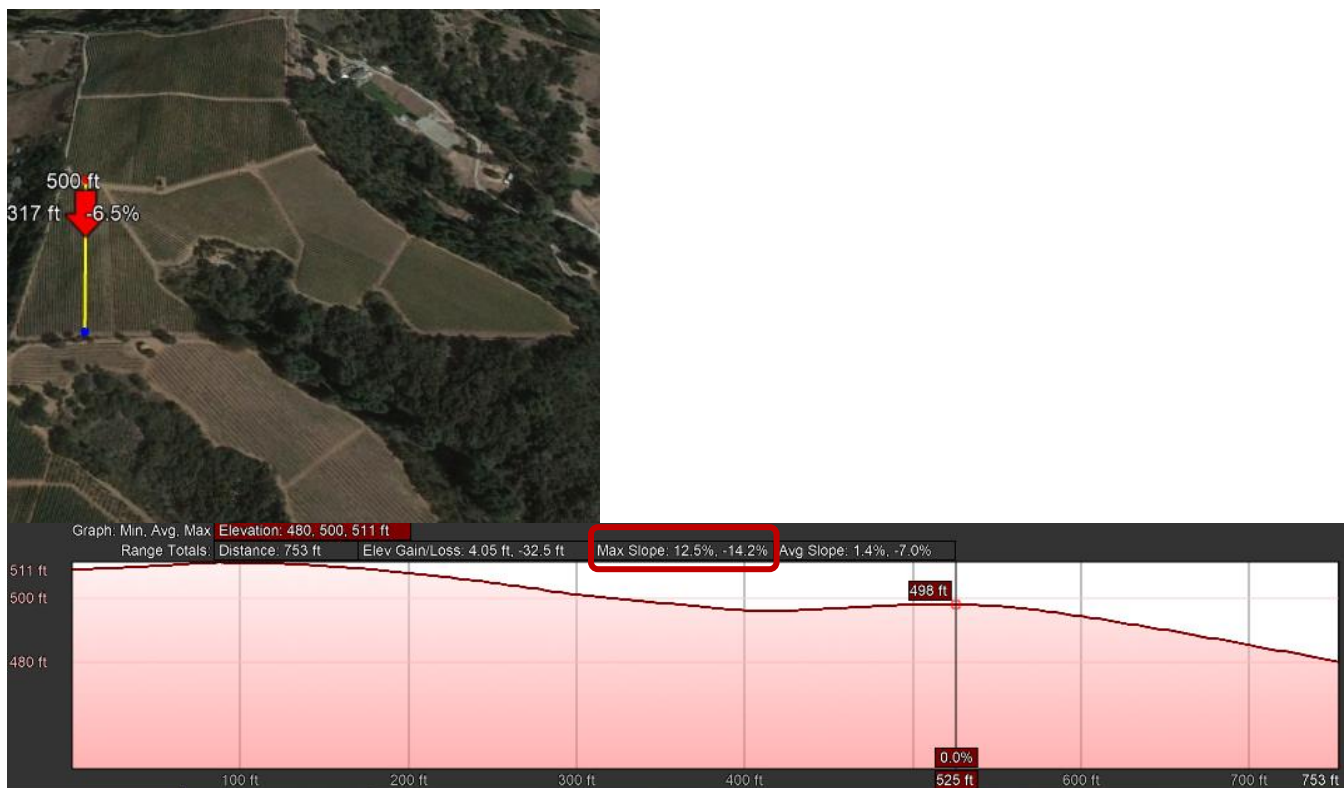 500 ft
317 ft -6.5%
Graph: Min, Avg, Max Elevation: 480, 500, 511 ft
Range Totals: Distance: 753 ft Elev Gain/Loss: 4.05 ft, -32.5 ft Max Slope: 12.5%, -14.2% Avg Slope: 1.4%, -7.0%
511 ft
500 ft
498 ft
480 ft
0.0%
100 ft 200 ft 300 ft 400 ft 525 ft 600 ft 700 ft 753 ft